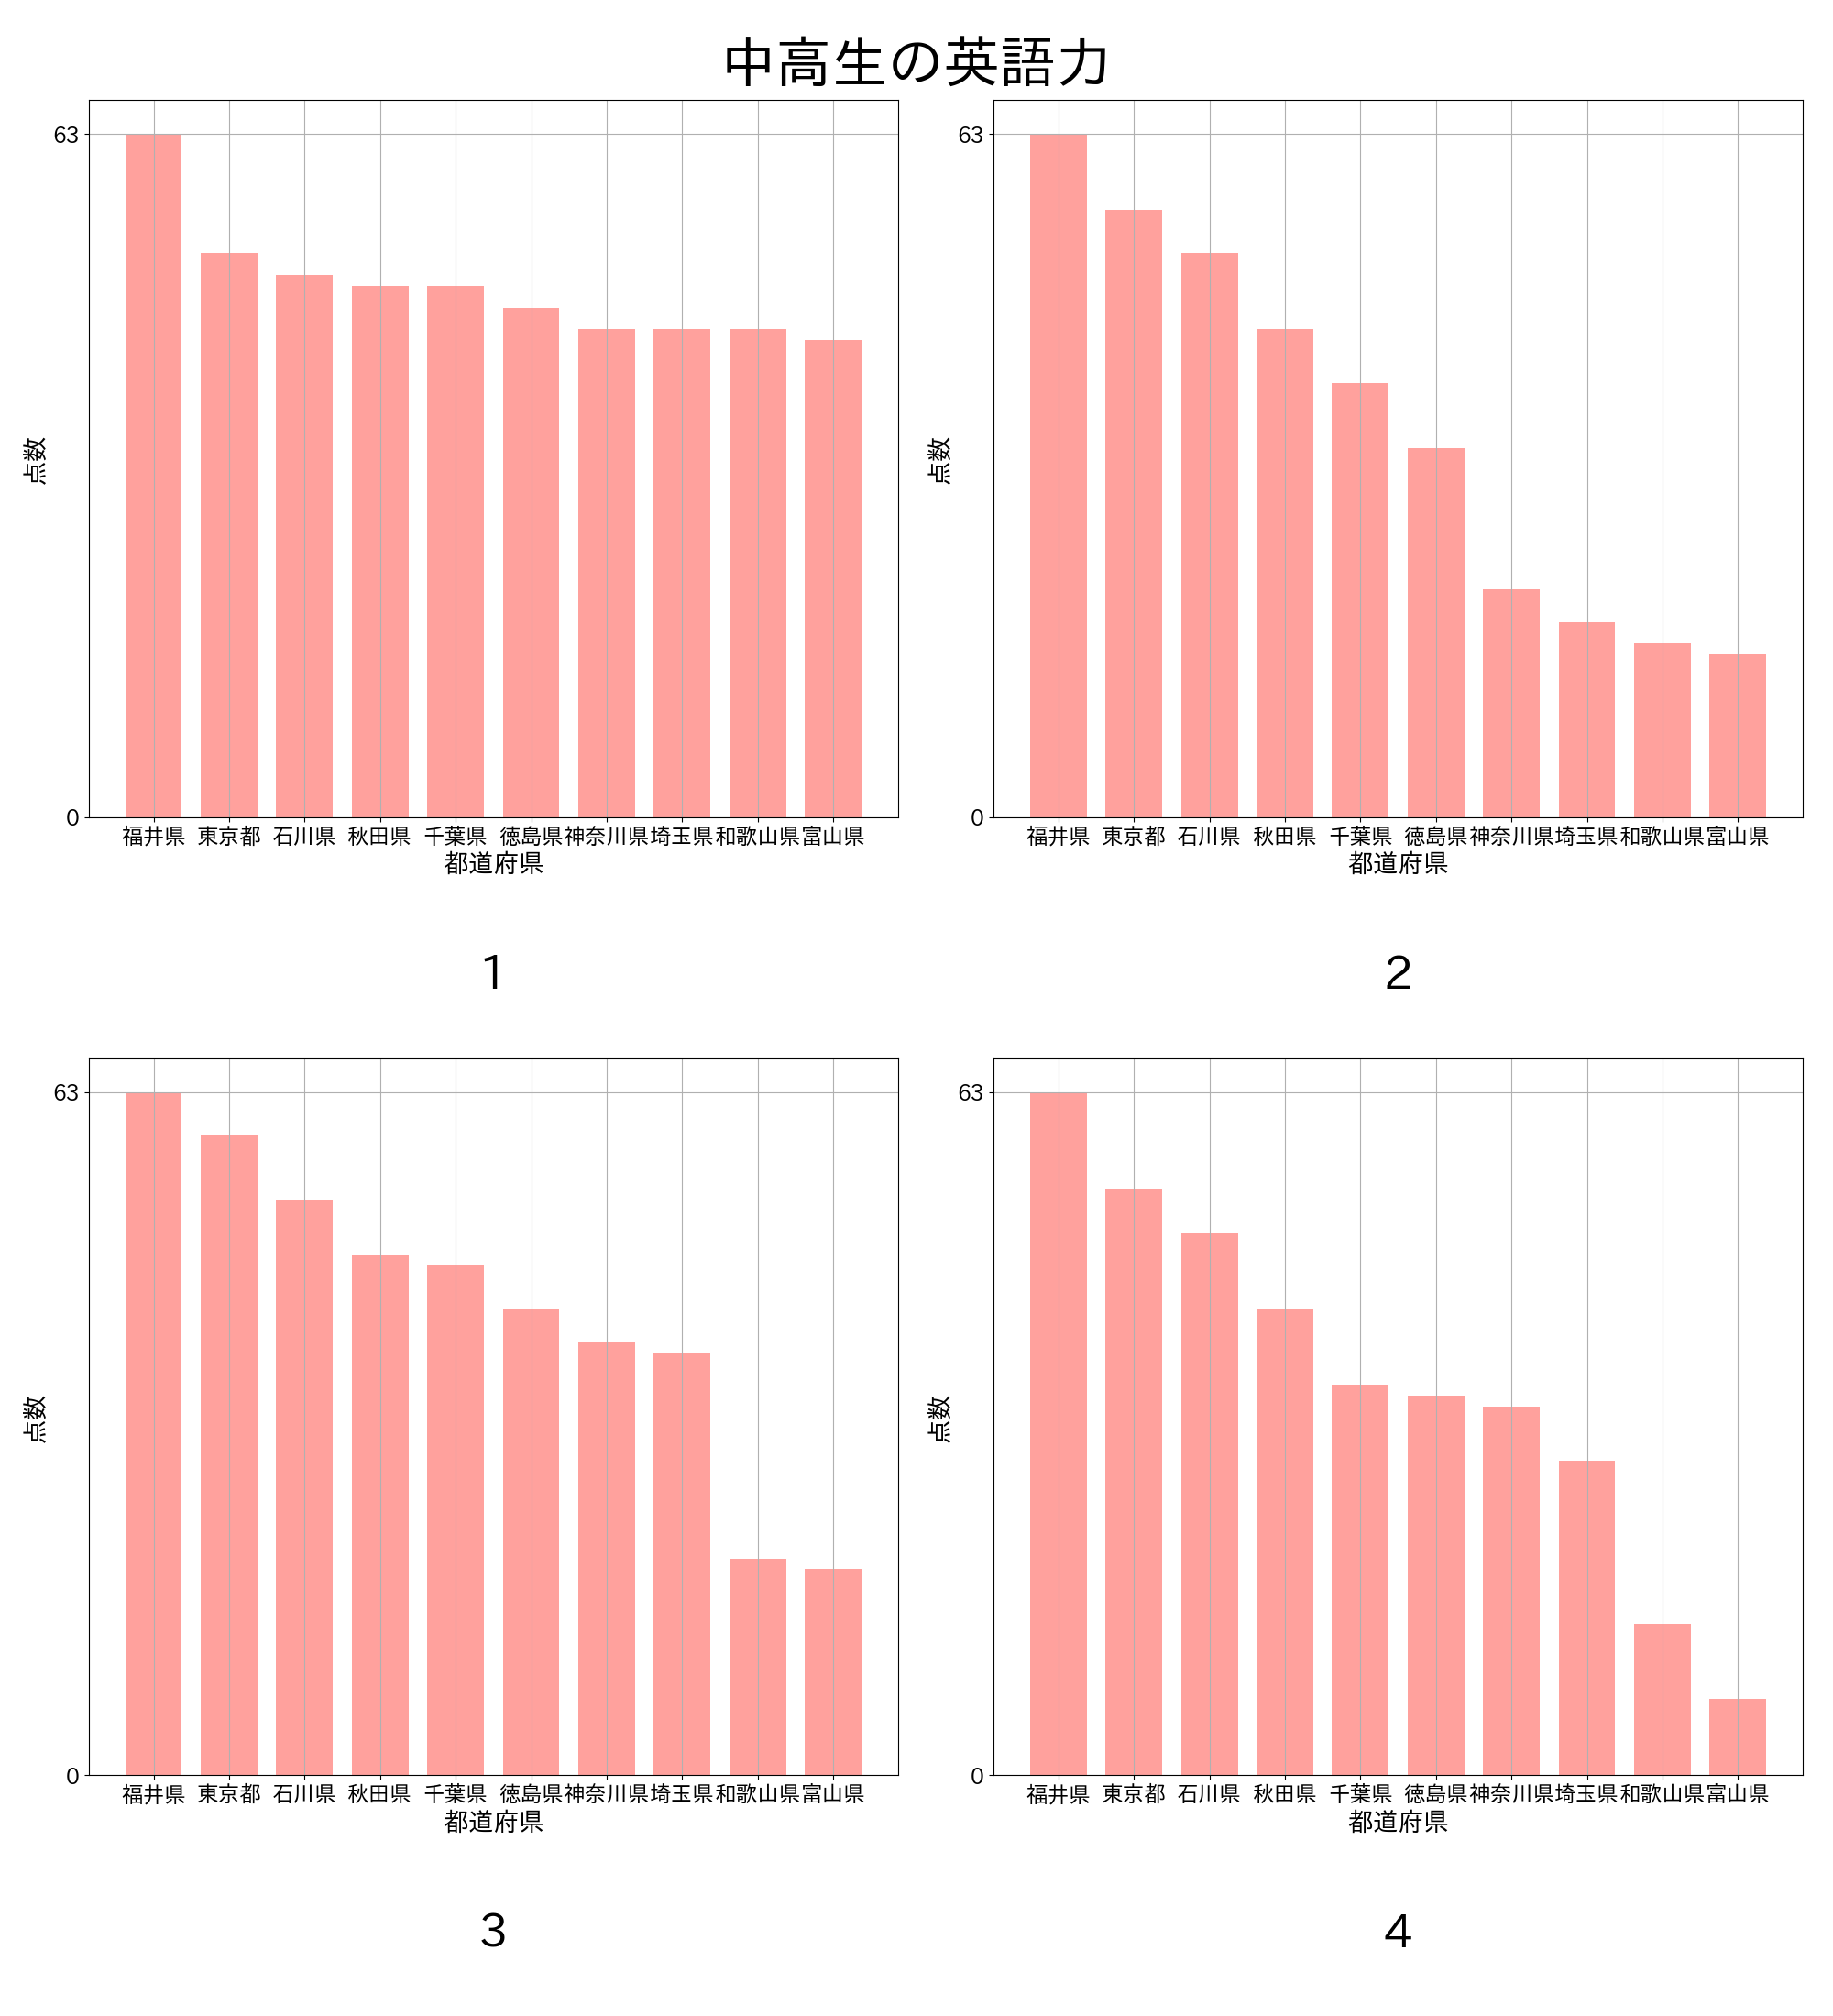 中高生の英語力
63
点数
0
福井県 東京都 石川県 秋田県 千葉県 徳島県 神奈川県 埼玉県 和歌山県 富山県
都道府県
1
63
点数
0
福井県 東京都 石川県 秋田県 千葉県 徳島県 神奈川県 埼玉県 和歌山県 富山県
都道府県
2
63
点数
0
福井県 東京都 石川県 秋田県 千葉県 徳島県 神奈川県 埼玉県 和歌山県 富山県
都道府県
3
63
点数
0
福井県 東京都 石川県 秋田県 千葉県 徳島県 神奈川県 埼玉県 和歌山県 富山県
都道府県
4